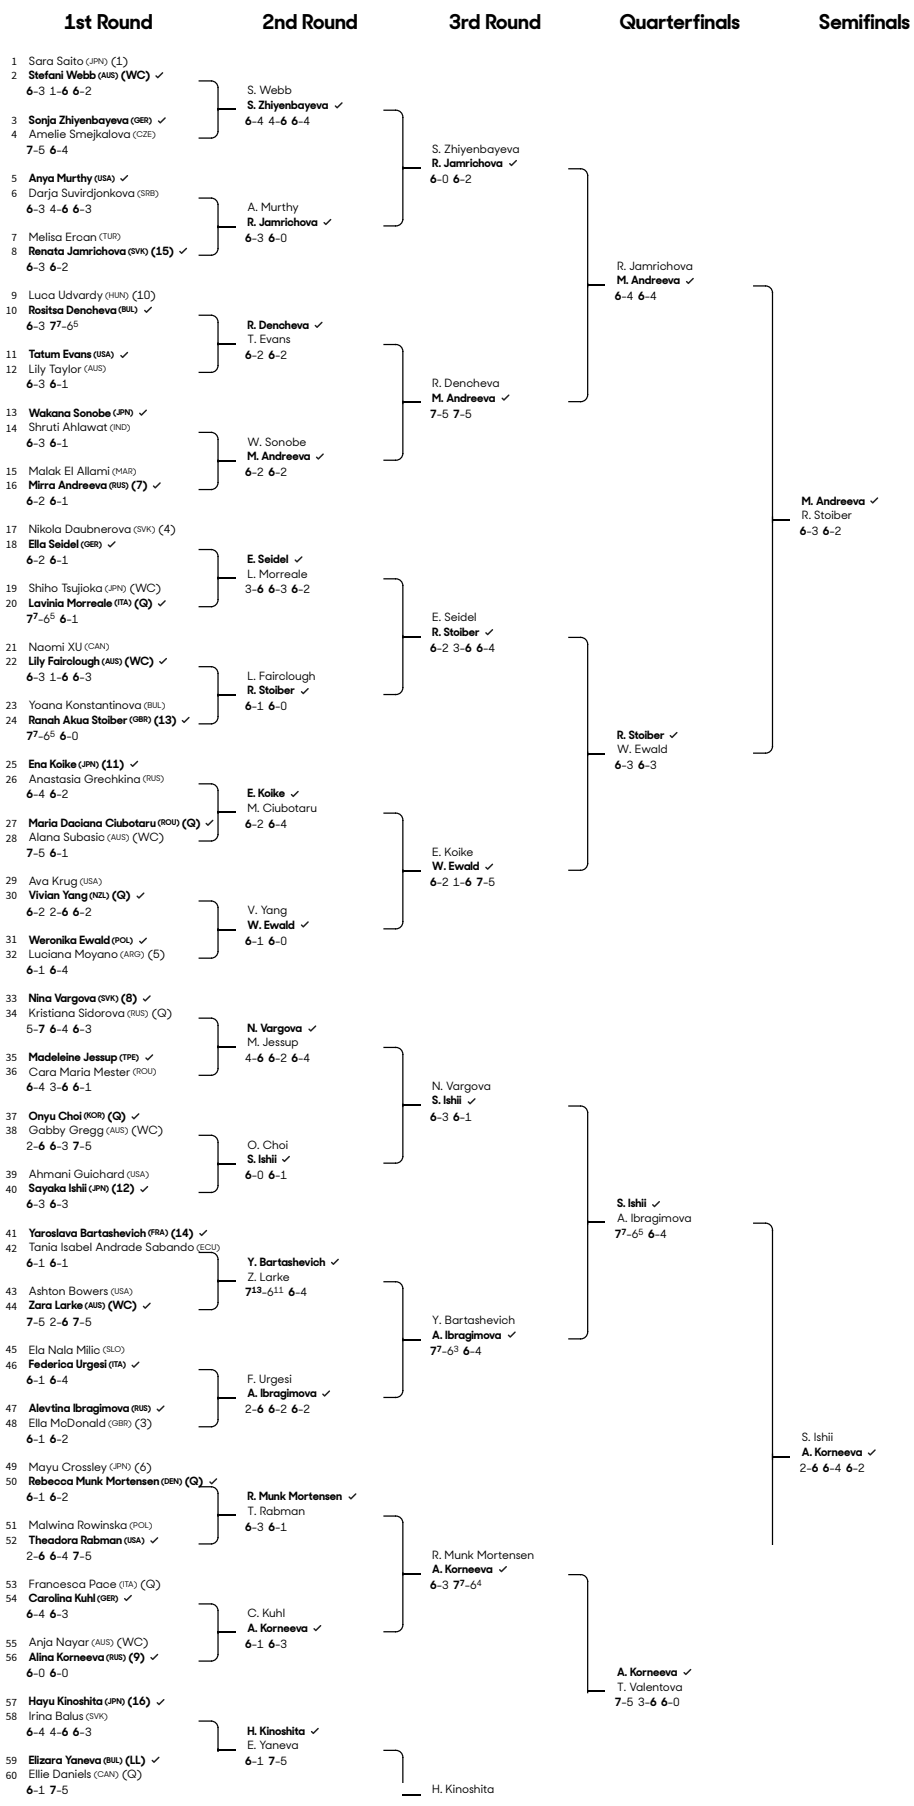 1st Round
2nd Round
3rd Round
Quarterfinals
Semifinals
1 Sara Saito (JPN) (1)
2 Stefani Webb (AUS) (WC) ✓
6-3 1-6 6-2
3 Sonja Zhiyenbayeva (GER) ✓
4 Amelie Smejkalova (CZE)
7-5 6-4
5 Anya Murthy (USA) ✓
6 Darja Suvirdjonkova (SRB)
6-3 4-6 6-3
7 Melisa Ercan (TUR)
8 Renata Jamrichova (SVK) (15) ✓
6-3 6-2
9 Luca Udvardy (HUN) (10)
10 Rositsa Dencheva (BUL) ✓
6-3 7⁷-6⁵
11 Tatum Evans (USA) ✓
12 Lily Taylor (AUS)
6-3 6-1
13 Wakana Sonobe (JPN) ✓
14 Shruti Ahlawat (IND)
6-3 6-1
15 Malak El Allami (MAR)
16 Mirra Andreeva (RUS) (7) ✓
6-2 6-1
17 Nikola Daubnerova (SVK) (4)
18 Ella Seidel (GER) ✓
6-2 6-1
19 Shiho Tsujioka (JPN) (WC)
20 Lavinia Morreale (ITA) (Q) ✓
7⁷-6⁵ 6-1
21 Naomi XU (CAN)
22 Lily Fairclough (AUS) (WC) ✓
6-3 1-6 6-3
23 Yoana Konstantinova (BUL)
24 Ranah Akua Stoiber (GBR) (13) ✓
7⁷-6⁵ 6-0
25 Ena Koike (JPN) (11) ✓
26 Anastasia Grechkina (RUS)
6-4 6-2
27 Maria Daciana Ciubotaru (ROU) (Q) ✓
28 Alana Subasic (AUS) (WC)
7-5 6-1
29 Ava Krug (USA)
30 Vivian Yang (NZL) (Q) ✓
6-2 2-6 6-2
31 Weronika Ewald (POL) ✓
32 Luciana Moyano (ARG) (5)
6-1 6-4
33 Nina Vargova (SVK) (8) ✓
34 Kristiana Sidorova (RUS) (Q)
5-7 6-4 6-3
35 Madeleine Jessup (TPE) ✓
36 Cara Maria Mester (ROU)
6-4 3-6 6-1
37 Onyu Choi (KOR) (Q) ✓
38 Gabby Gregg (AUS) (WC)
2-6 6-3 7-5
39 Ahmani Guichard (USA)
40 Sayaka Ishii (JPN) (12) ✓
6-3 6-3
41 Yaroslava Bartashevich (FRA) (14) ✓
42 Tania Isabel Andrade Sabando (ECU)
6-1 6-1
43 Ashton Bowers (USA)
44 Zara Larke (AUS) (WC) ✓
7-5 2-6 7-5
45 Ela Nala Milic (SLO)
46 Federica Urgesi (ITA) ✓
6-1 6-4
47 Alevtina Ibragimova (RUS) ✓
48 Ella McDonald (GBR) (3)
6-1 6-2
49 Mayu Crossley (JPN) (6)
50 Rebecca Munk Mortensen (DEN) (Q) ✓
6-1 6-2
51 Malwina Rowinska (POL)
52 Theadora Rabman (USA) ✓
2-6 6-4 7-5
53 Francesca Pace (ITA) (Q)
54 Carolina Kuhl (GER) ✓
6-4 6-3
55 Anja Nayar (AUS) (WC)
56 Alina Korneeva (RUS) (9) ✓
6-0 6-0
57 Hayu Kinoshita (JPN) (16) ✓
58 Irina Balus (SVK)
6-4 4-6 6-3
59 Elizara Yaneva (BUL) (LL) ✓
60 Ellie Daniels (CAN) (Q)
6-1 7-5
S. Webb
S. Zhiyenbayeva ✓
6-4 4-6 6-4
A. Murthy
R. Jamrichova ✓
6-3 6-0
R. Dencheva ✓
T. Evans
6-2 6-2
W. Sonobe
M. Andreeva ✓
6-2 6-2
E. Seidel ✓
L. Morreale
3-6 6-3 6-2
L. Fairclough
R. Stoiber ✓
6-1 6-0
E. Koike ✓
M. Ciubotaru
6-2 6-4
V. Yang
W. Ewald ✓
6-1 6-0
N. Vargova ✓
M. Jessup
4-6 6-2 6-4
O. Choi
S. Ishii ✓
6-0 6-1
Y. Bartashevich ✓
Z. Larke
7¹³-6¹¹ 6-4
F. Urgesi
A. Ibragimova ✓
2-6 6-2 6-2
R. Munk Mortensen ✓
T. Rabman
6-3 6-1
C. Kuhl
A. Korneeva ✓
6-1 6-3
H. Kinoshita ✓
E. Yaneva
6-1 7-5
S. Zhiyenbayeva
R. Jamrichova ✓
6-0 6-2
R. Dencheva
M. Andreeva ✓
7-5 7-5
E. Seidel
R. Stoiber ✓
6-2 3-6 6-4
E. Koike
W. Ewald ✓
6-2 1-6 7-5
N. Vargova
S. Ishii ✓
6-3 6-1
Y. Bartashevich
A. Ibragimova ✓
7⁷-6³ 6-4
R. Munk Mortensen
A. Korneeva ✓
6-3 7⁷-6⁴
H. Kinoshita
R. Jamrichova
M. Andreeva ✓
6-4 6-4
R. Stoiber ✓
W. Ewald
6-3 6-3
S. Ishii ✓
A. Ibragimova
7⁷-6⁵ 6-4
A. Korneeva ✓
T. Valentova
7-5 3-6 6-0
M. Andreeva ✓
R. Stoiber
6-3 6-2
S. Ishii
A. Korneeva ✓
2-6 6-4 6-2